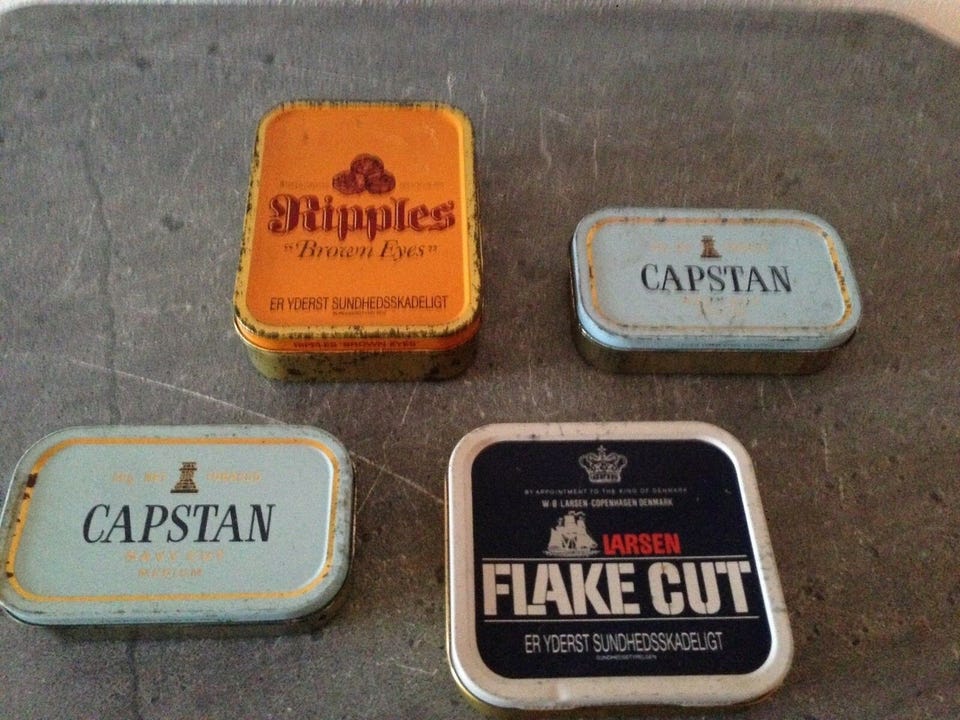 Ripples
"Brown Eyes"
ER YDERST SUNDHEDSSKADELIGT
RIPPLES "BROWN EYES"
CAPSTAN
CAPSTAN
NAVY CUT
MEDIUM
BY APPOINTMENT TO THE KING OF DENMARK
W·Ø·LARSEN·COPENHAGEN DENMARK
LARSEN
FLAKE CUT
ER YDERST SUNDHEDSSKADELIGT
SUNDHEDSSTYRELSEN